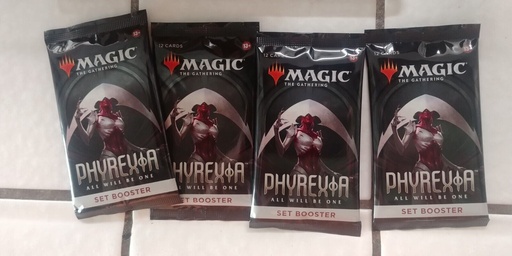 MAGIC
THE GATHERING
PHYREXIA
ALL WILL BE ONE
SET BOOSTER
12 CARDS
MAGIC
THE GATHERING
PHYREXIA
ALL WILL BE ONE
SET BOOSTER
12 CARDS
MAGIC
THE GATHERING
PHYREXIA
ALL WILL BE ONE
SET BOOSTER
MAGIC
THE GATHERING
PHYREXIA
ALL WILL BE ONE
SET BOOSTER